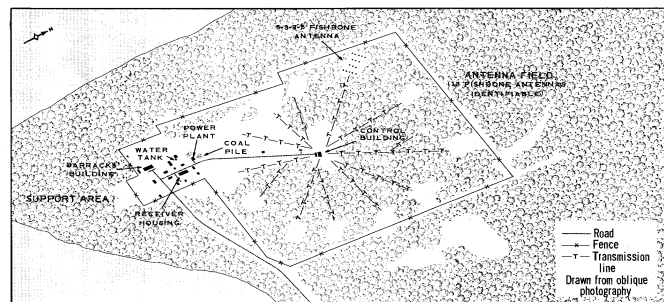 FISHBONE
ANTENNA
ANTENNA FIELD
FISHBONE ANTENNAS
IDENTIFIABLE)
CONTROL
BUILDING
POWER
PLANT
WATER
TANK
COAL
PILE
BARRACKS
BUILDING
SUPPORT AREA
RECEIVER
HOUSING
Road
Fence
Transmission
line
Drawn from oblique
photography